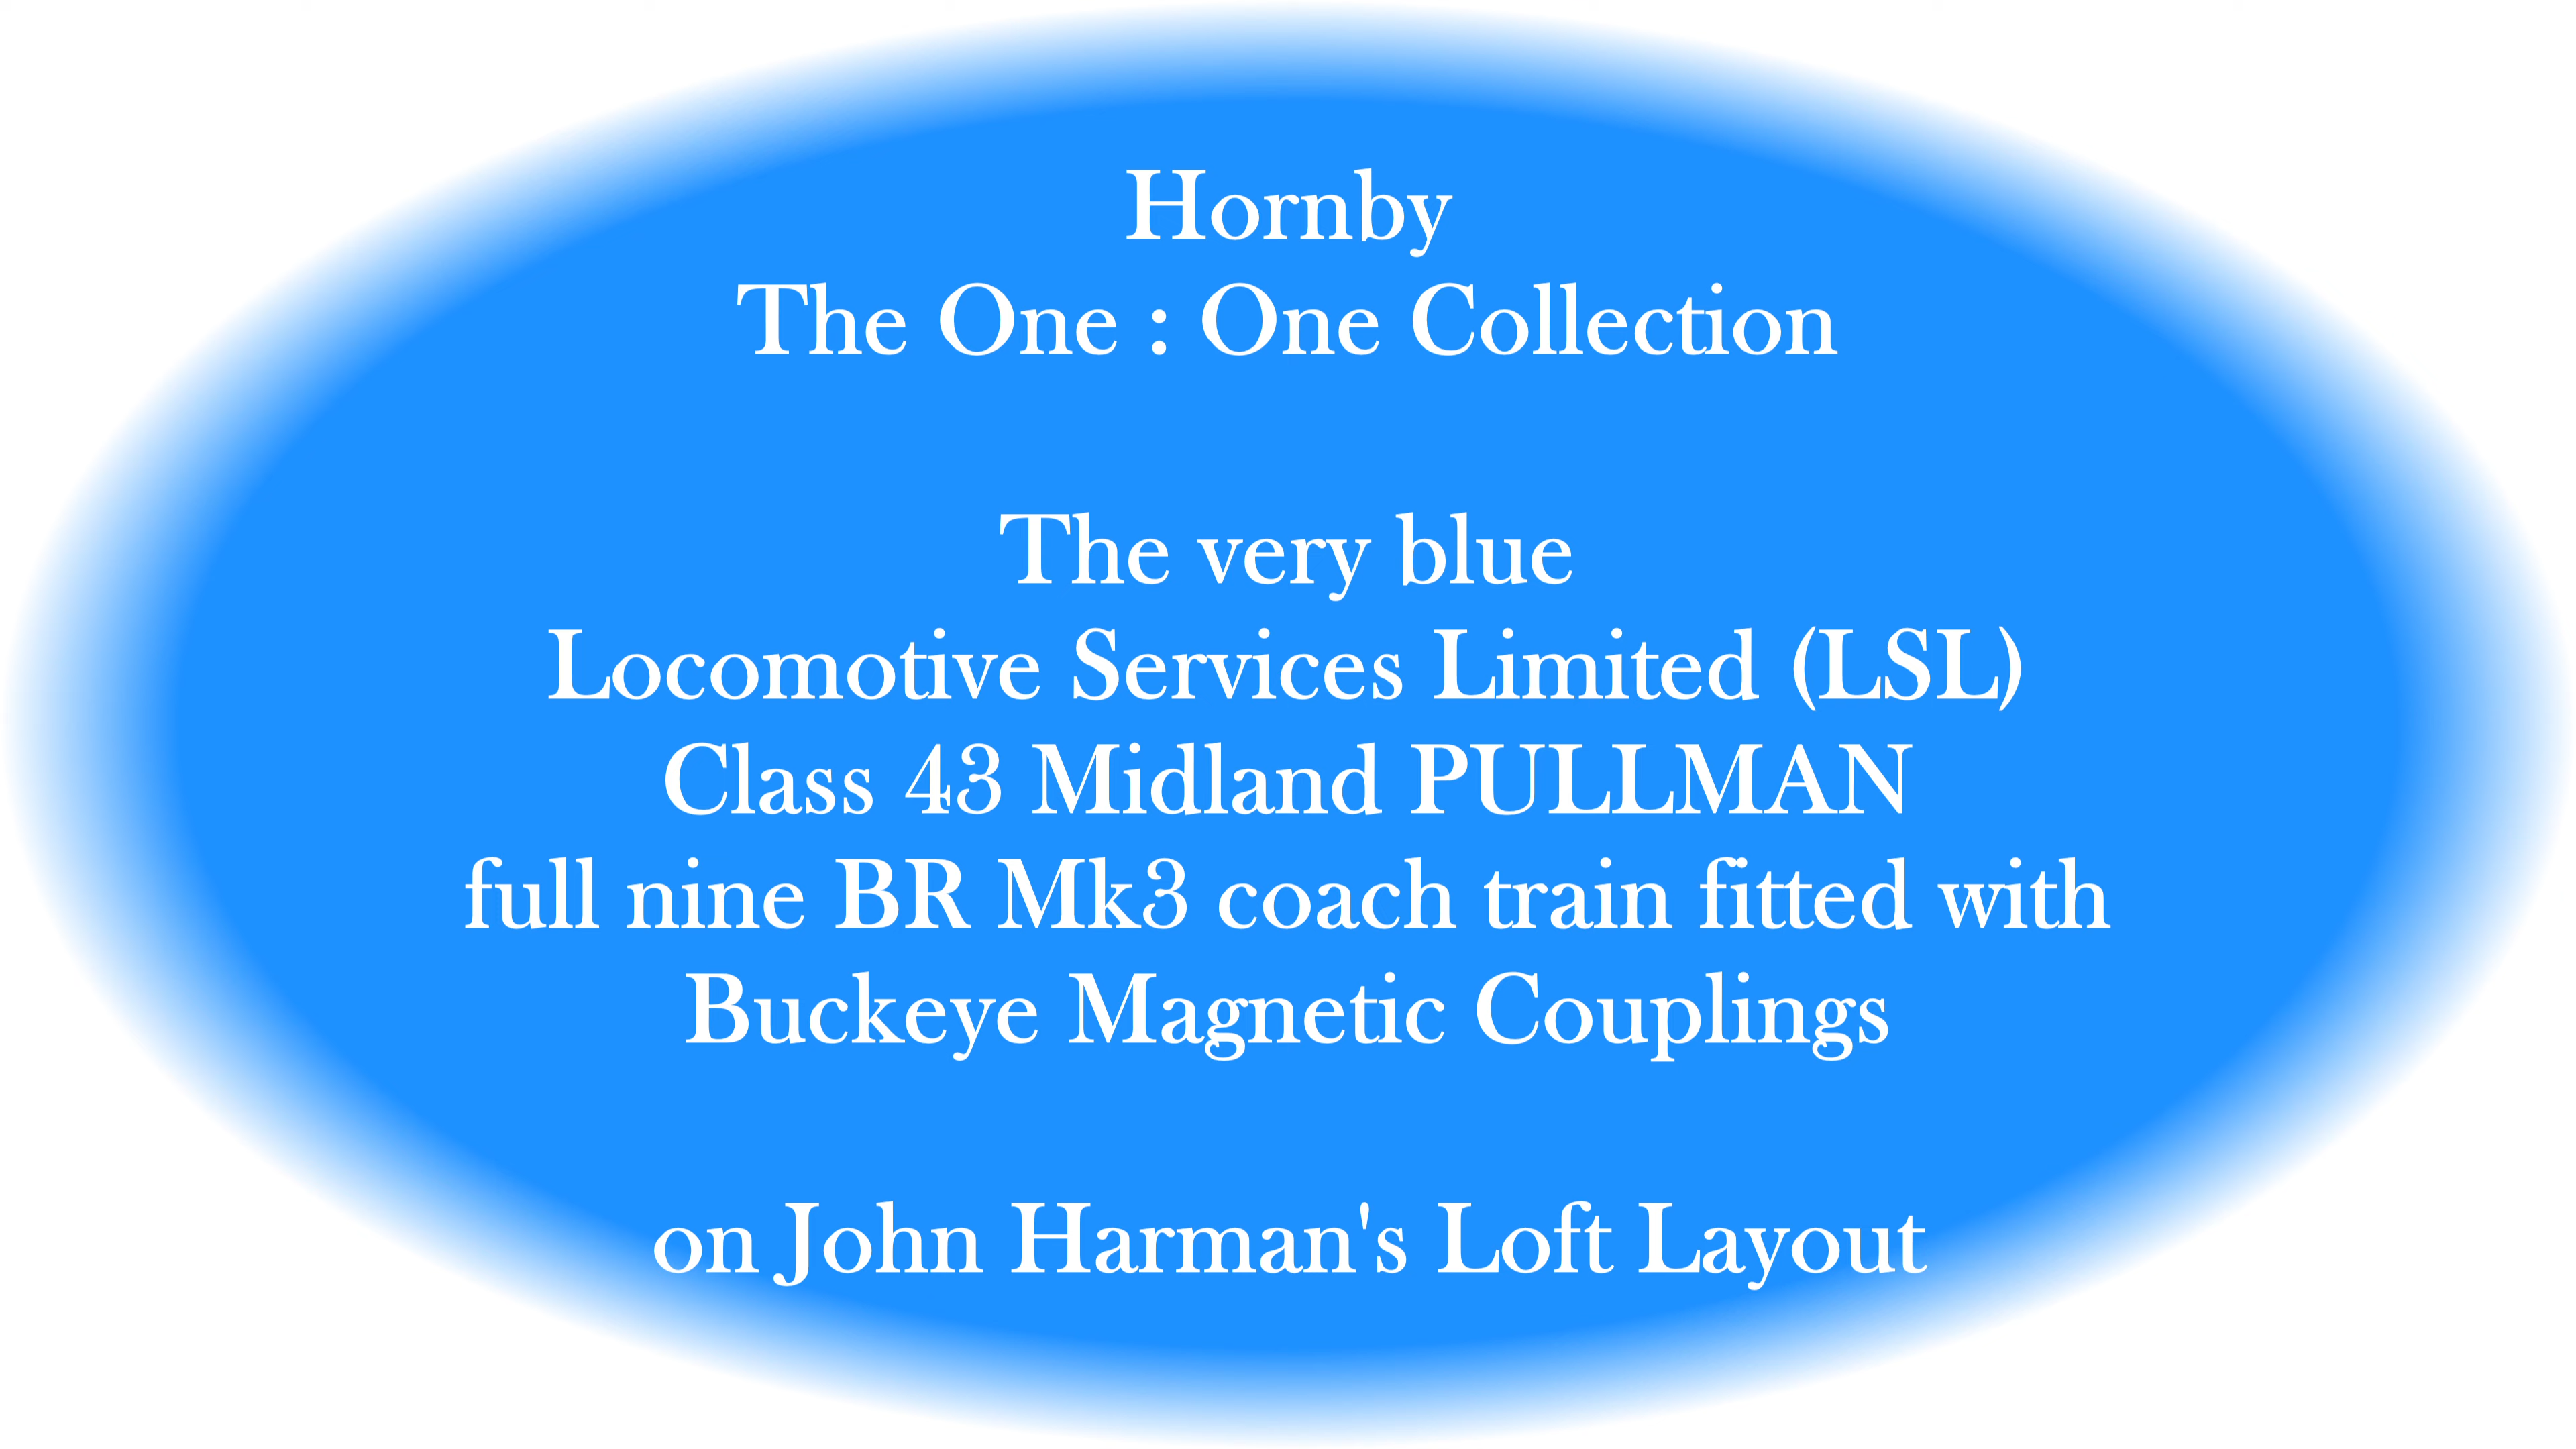 Hornby
The One : One Collection
The very blue
Locomotive Services Limited (LSL)
Class 43 Midland PULLMAN
full nine BR Mk3 coach train fitted with
Buckeye Magnetic Couplings
on John Harman's Loft Layout